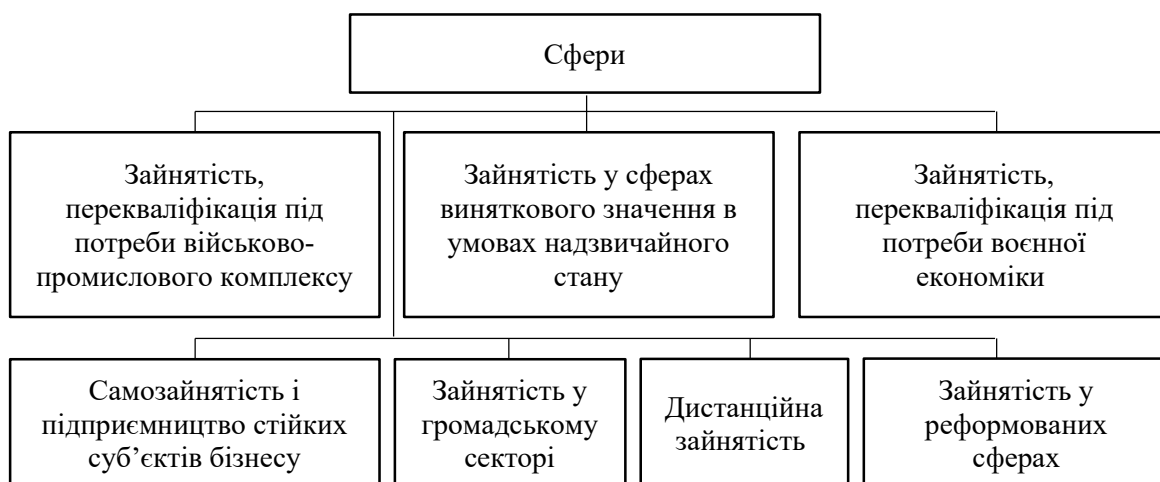 Сфери
Зайнятість,
перекваліфікація під
потреби військово-
промислового комплексу
Зайнятість у сферах
виняткового значення в
умовах надзвичайного
стану
Зайнятість,
перекваліфікація під
потреби воєнної
економіки
Самозайнятість і
підприємництво стійких
суб’єктів бізнесу
Зайнятість у
громадському
секторі
Дистанційна
зайнятість
Зайнятість у
реформованих
сферах